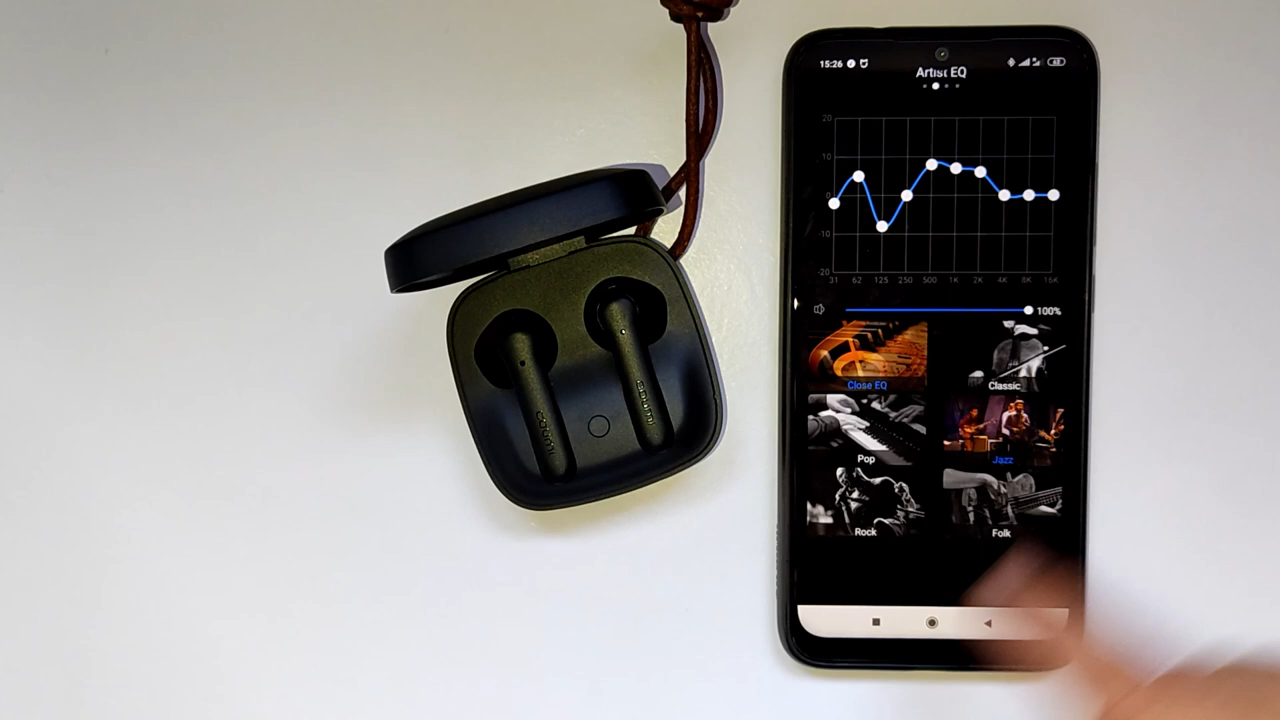 15:26
63
Artist EQ
20
10
0
-10
-20
31 62 125 250 500 1K 2K 4K 8K 16K
100%
Close EQ
Classic
Pop
Jazz
Rock
Folk